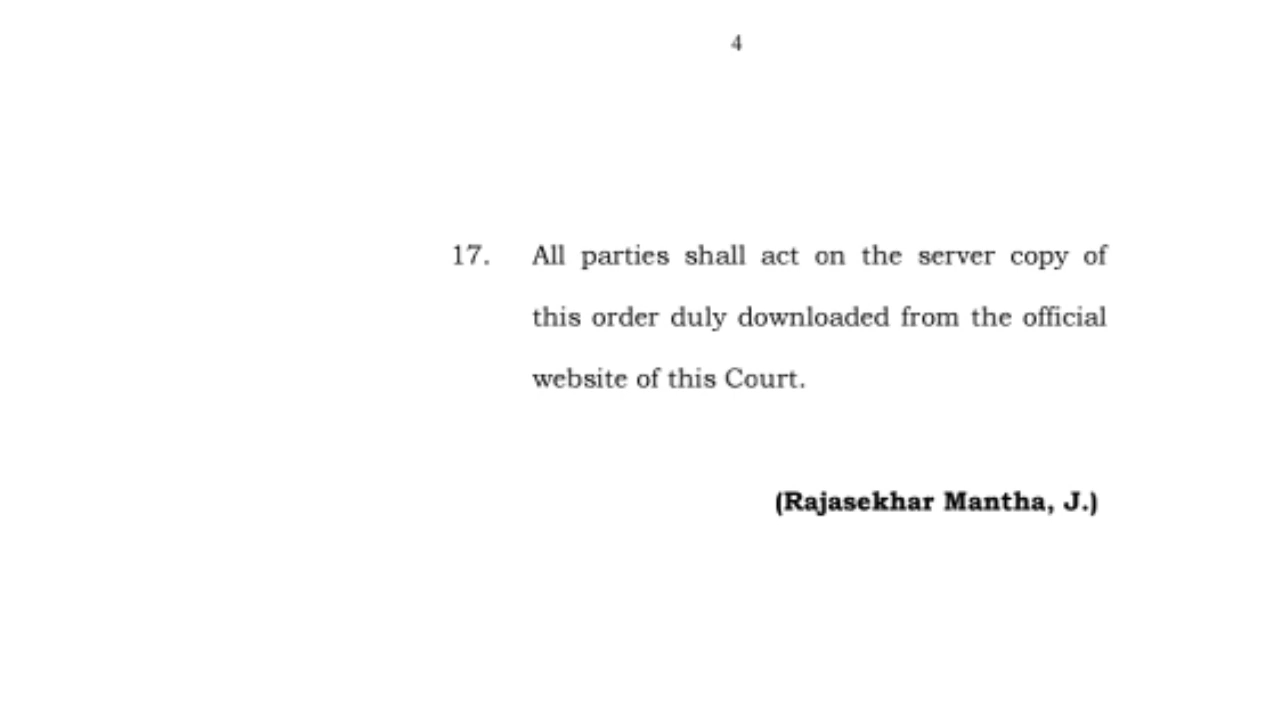 4
17. All parties shall act on the server copy of
this order duly downloaded from the official
website of this Court.
(Rajasekhar Mantha, J.)